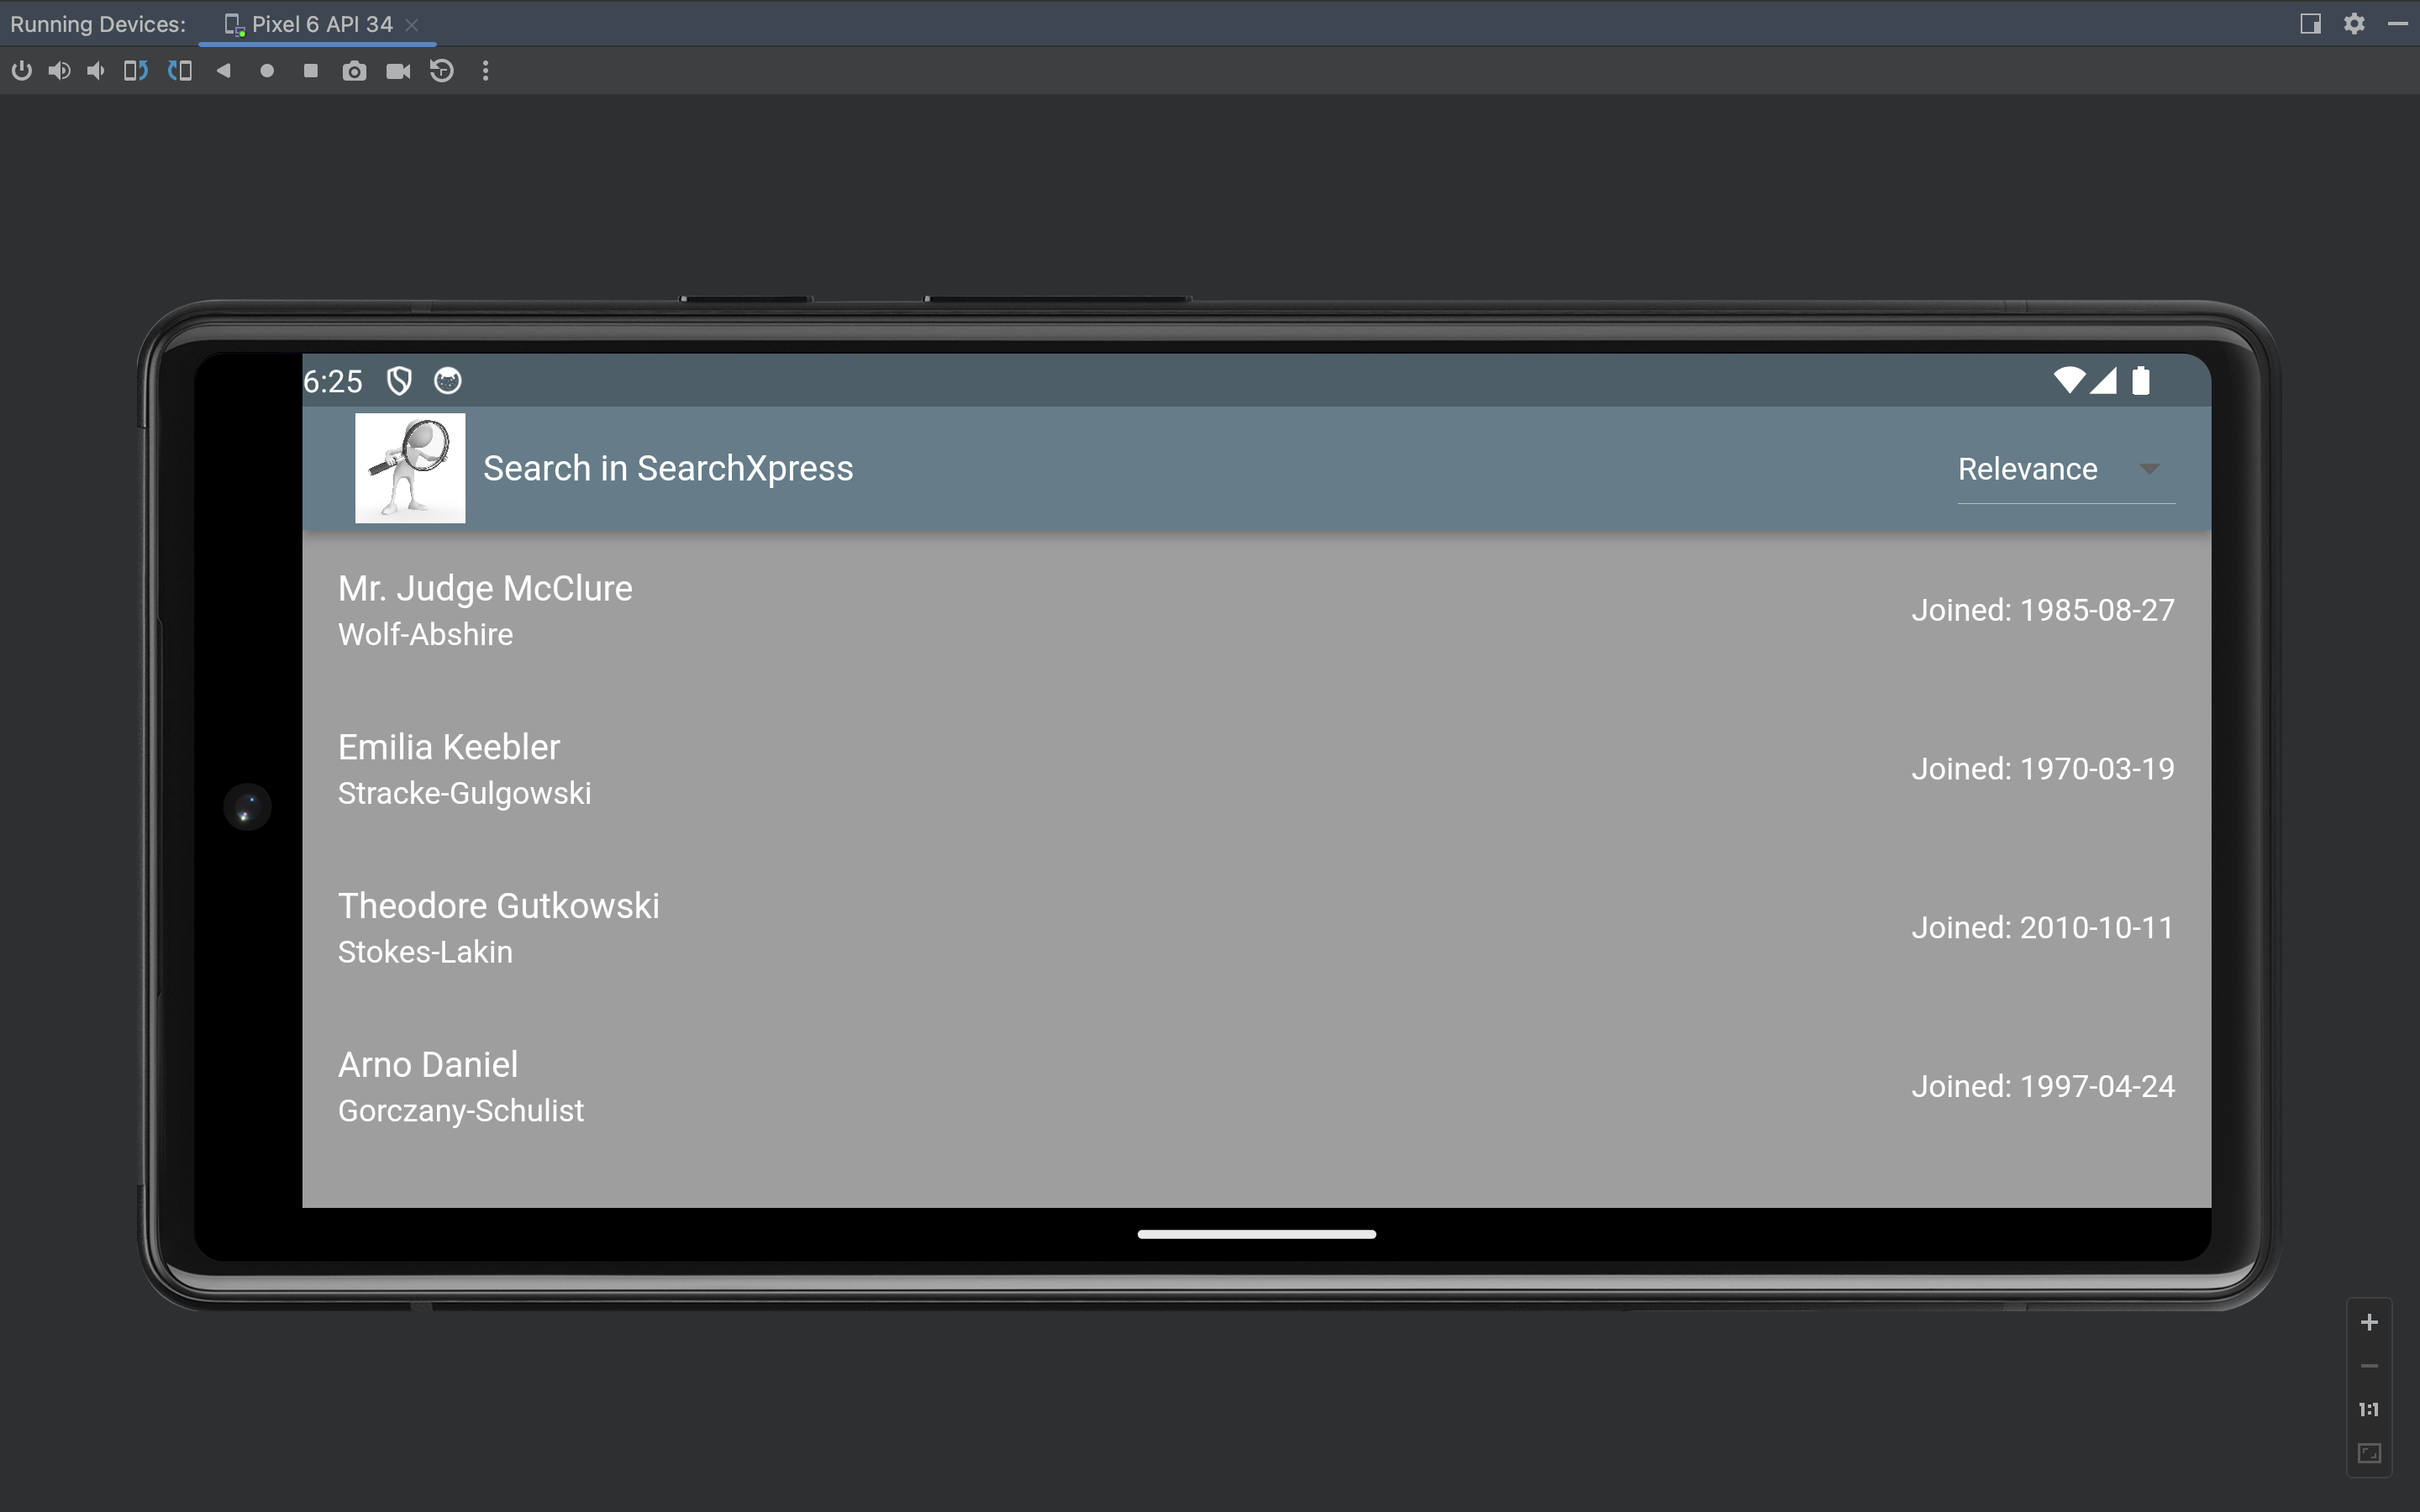 Running Devices: Pixel 6 API 34
6:25
Search in SearchXpress
Relevance
Mr. Judge McClure
Wolf-Abshire
Joined: 1985-08-27
Emilia Keebler
Stracke-Gulgowski
Joined: 1970-03-19
Theodore Gutkowski
Stokes-Lakin
Joined: 2010-10-11
Arno Daniel
Gorczany-Schulist
Joined: 1997-04-24
1:1